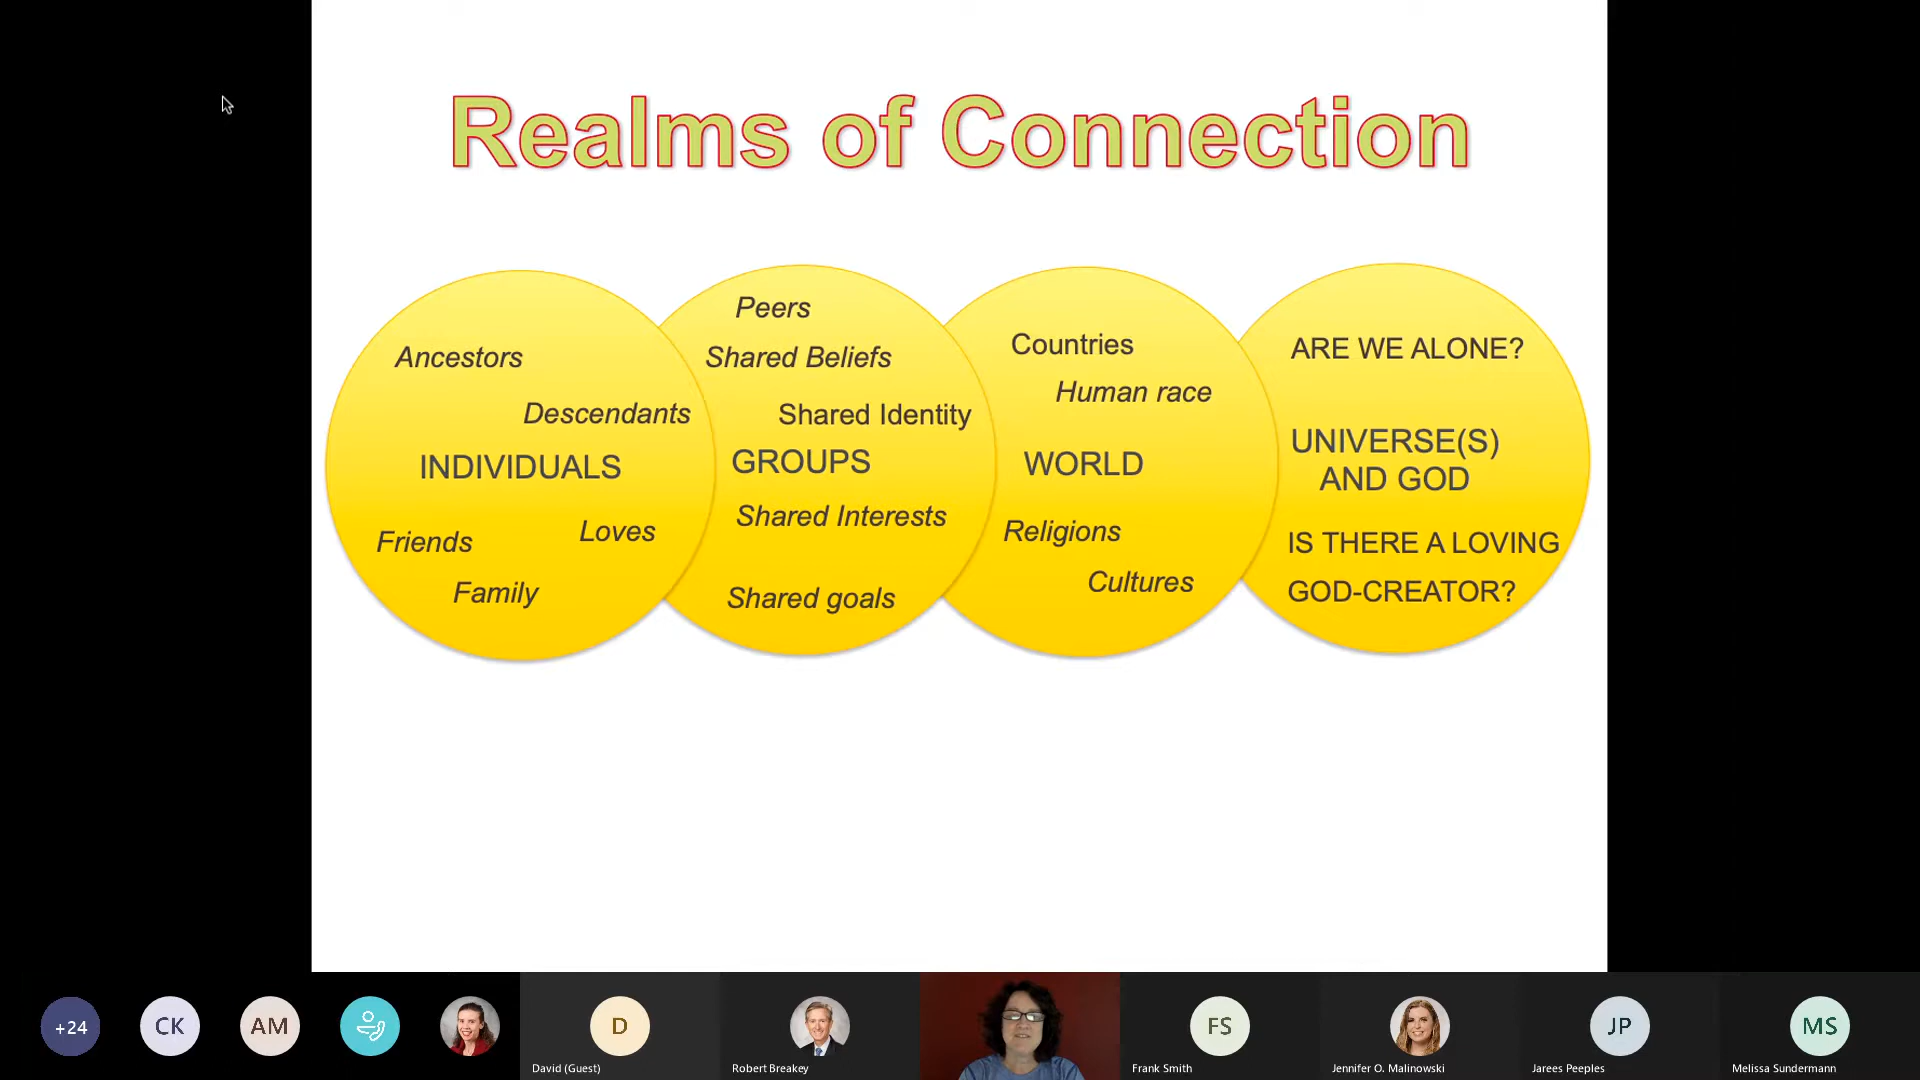 Realms of Connection
Ancestors
Descendants
INDIVIDUALS
Friends
Loves
Family
Peers
Shared Beliefs
Shared Identity
GROUPS
Shared Interests
Shared goals
Countries
Human race
WORLD
Religions
Cultures
ARE WE ALONE?
UNIVERSE(S)
AND GOD
IS THERE A LOVING
GOD-CREATOR?
+24
CK
AM
D
David (Guest)
Robert Breakey
FS
Frank Smith
Jennifer O. Malinowski
JP
Jarees Peeples
MS
Melissa Sundermann